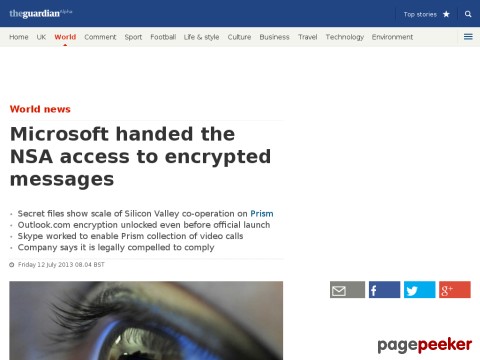 theguardian Alpha
Top stories
Home UK World Comment Sport Football Life & style Culture Business Travel Technology Environment
World news
Microsoft handed the
NSA access to encrypted
messages
Secret files show scale of Silicon Valley co-operation on Prism
Outlook.com encryption unlocked even before official launch
Skype worked to enable Prism collection of video calls
Company says it is legally compelled to comply
Friday 12 July 2013 08.04 BST
f
g+
pagepeeker